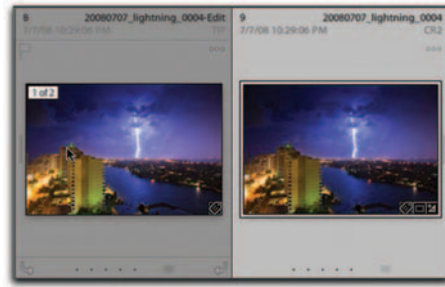 8 20080707_lightning_0004-Edit
7/7/08 10:29:06 PM TIF
1 of 2
9 20080707_lightning_0004
7/7/08 10:29:06 PM CR2